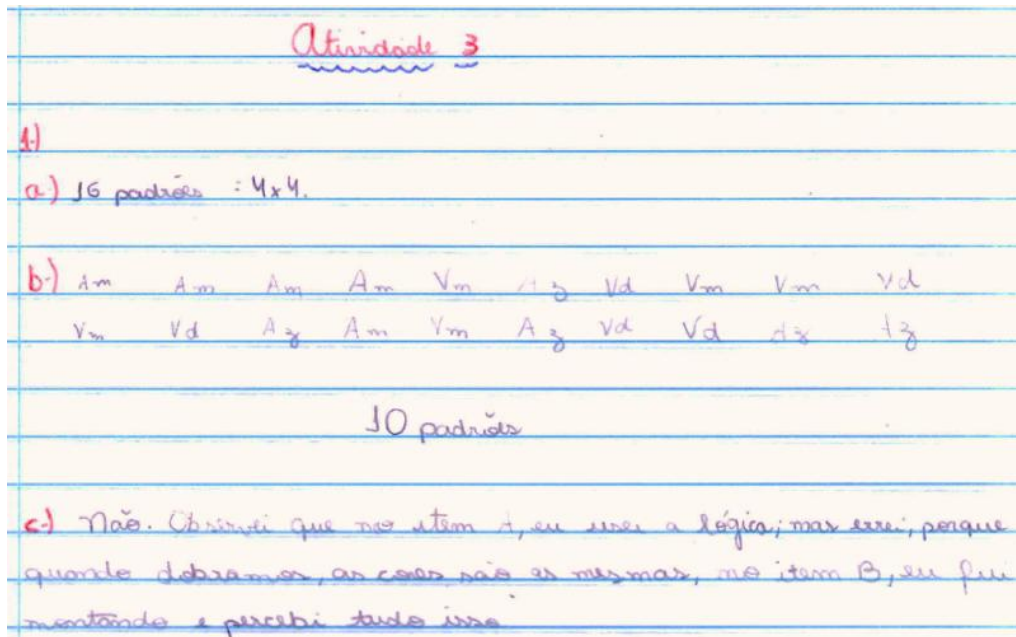 Atividade 3
1-)
a-) 16 padrões = 4x4.
b-) Am Am Am Am Vm Az Vd Vm Vm Vd
Vm Vd Az Am Vm Az Vd Vd Az Az
10 padrões
c-) Não. Observei que no item A, eu usei a lógica; mas errei, porque
quando dobramos, as cores são as mesmas, no item B, eu fui
montando e percebi tudo isso